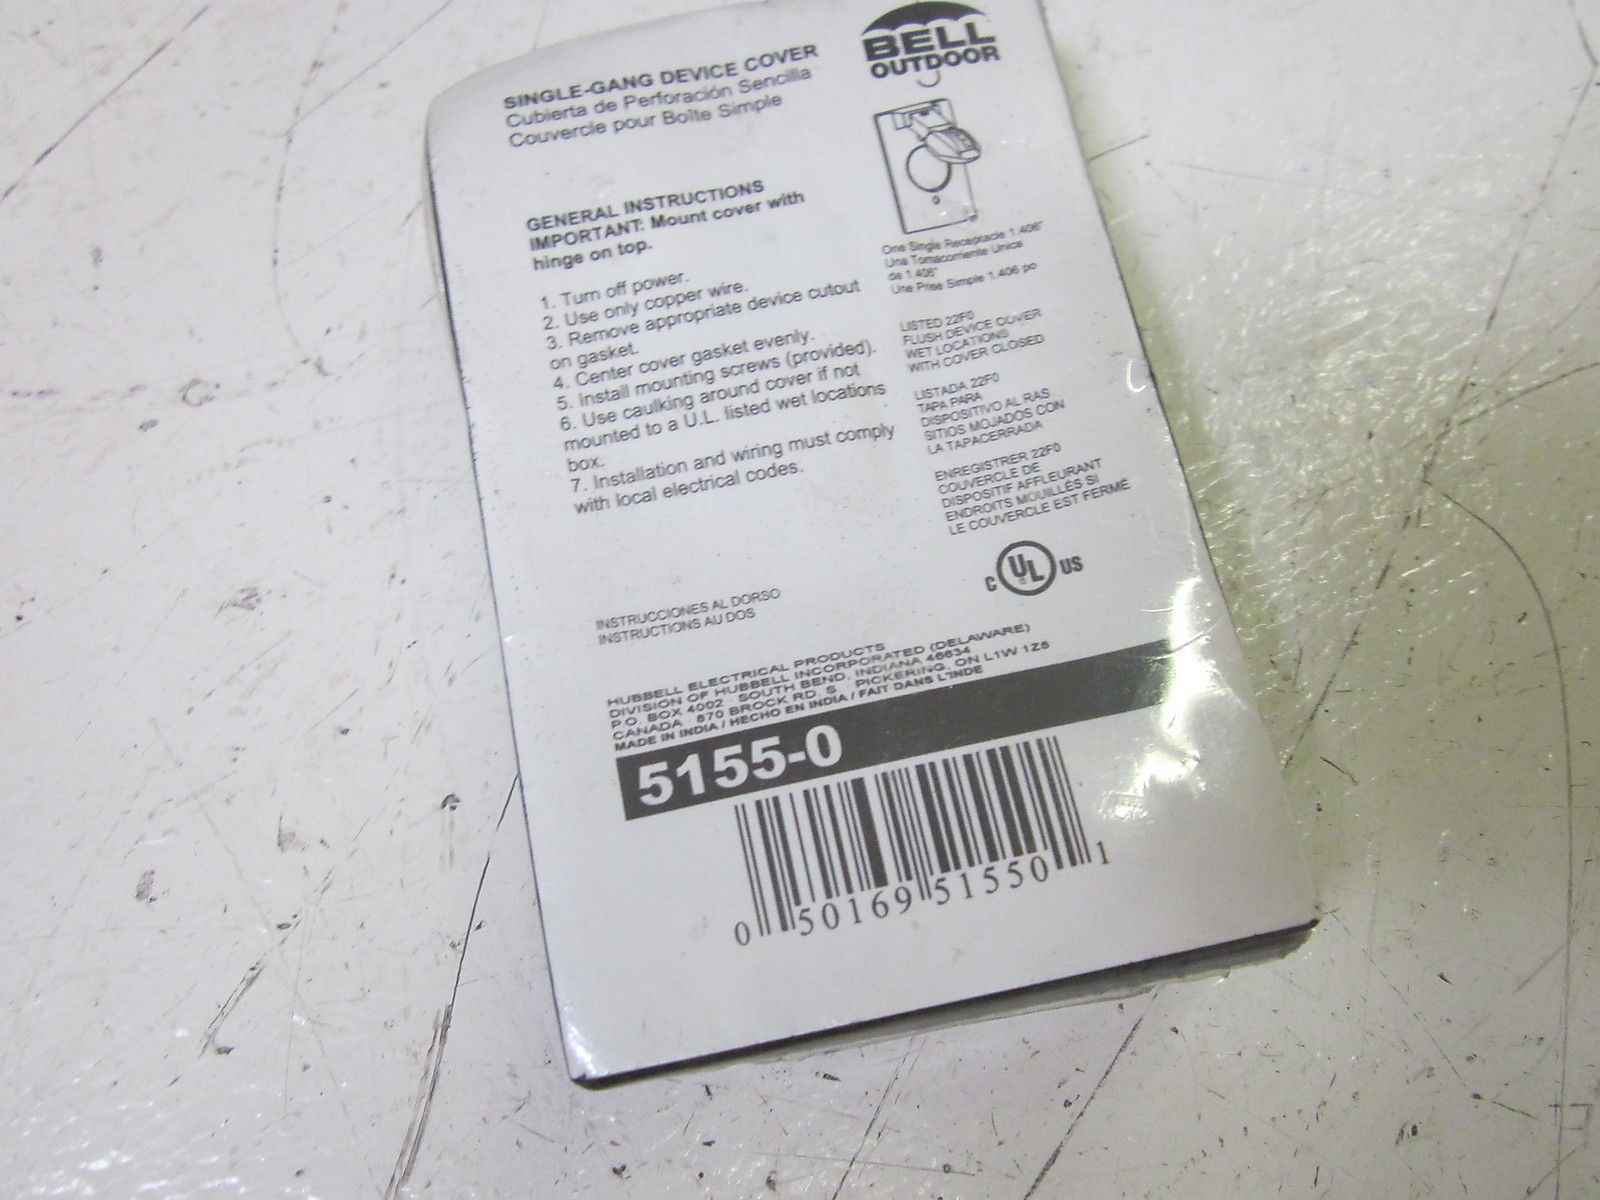 SINGLE-GANG DEVICE COVER
Cubierta de Perforación Sencilla
Couvercle pour Boîte Simple
GENERAL INSTRUCTIONS
IMPORTANT: Mount cover with
hinge on top.
1. Turn off power.
2. Use only copper wire.
3. Remove appropriate device cutout
on gasket.
4. Center cover gasket evenly.
5. Install mounting screws (provided).
6. Use caulking around cover if not
mounted to a U.L. listed wet locations
box.
7. Installation and wiring must comply
with local electrical codes.
INSTRUCCIONES AL DORSO
INSTRUCTIONS AU DOS
BELL
OUTDOOR
One Single Receptacle 1.406"
Una Tomacorriente Unica
de 1.406"
Une Prise Simple 1.406 po
LISTED 22F0
FLUSH DEVICE COVER
WET LOCATIONS
WITH COVER CLOSED
LISTADA 22F0
TAPA PARA
DISPOSITIVO AL RAS
SITIOS MOJADOS CON
LA TAPACERRADA
ENREGISTRER 22F0
COUVERCLE DE
DISPOSITIF AFFLEURANT
ENDROITS MOUILLÉS SI
LE COUVERCLE EST FERMÉ
C UL US
HUBBELL ELECTRICAL PRODUCTS
DIVISION OF HUBBELL INCORPORATED (DELAWARE)
P.O. BOX 4002 SOUTH BEND, INDIANA 46634
CANADA 870 BROCK RD. S. PICKERING, ON L1W 1Z8
MADE IN INDIA / HECHO EN INDIA / FAIT DANS L'INDE
5155-0
0 50169 51550 1